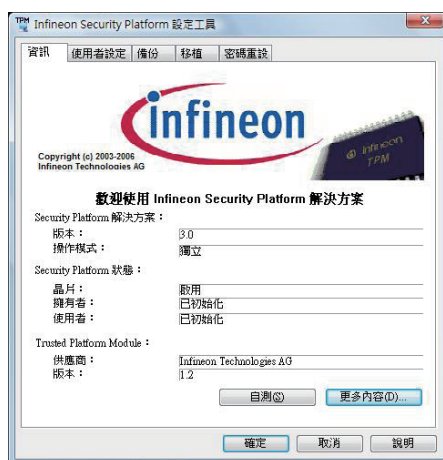 TPM Infineon Security Platform 設定工具
資訊 使用者設定 備份 移植 密碼重設
infineon
Copyright (c) 2003-2006
Infineon Technologies AG
infineon
TPM
歡迎使用 Infineon Security Platform 解決方案
Security Platform 解決方案：
版本： 3.0
操作模式： 獨立
Security Platform 狀態：
晶片： 啟用
擁有者： 已初始化
使用者： 已初始化
Trusted Platform Module：
供應商： Infineon Technologies AG
版本： 1.2
自測(S) 更多內容(D)...
確定 取消 說明